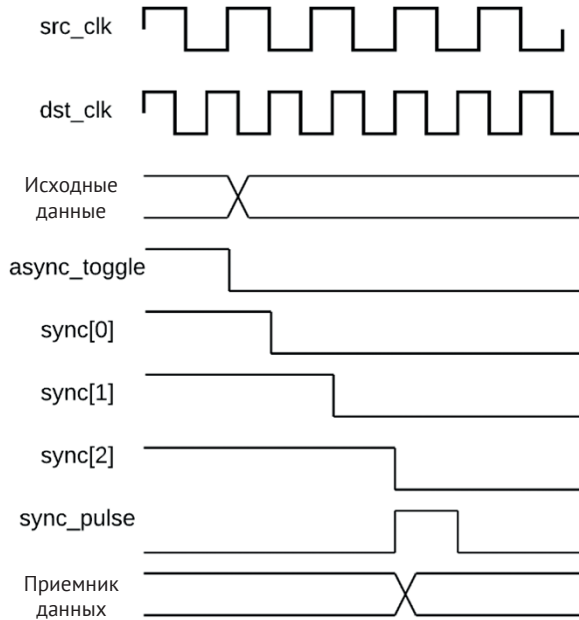 src_clk
dst_clk
Исходные
данные
async_toggle
sync[0]
sync[1]
sync[2]
sync_pulse
Приемник
данных